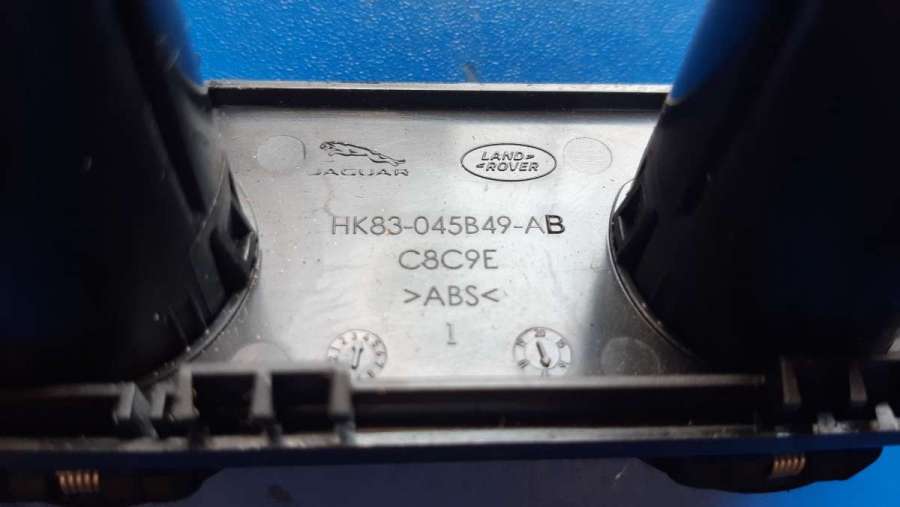 JAGUAR
LAND ROVER
HK83-045B49-AB
C8C9E
>ABS<
1